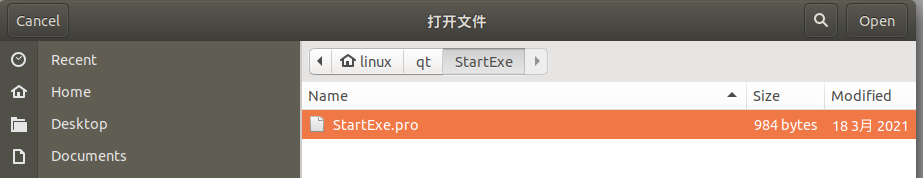 Cancel 打开文件 Open
Recent
Home
Desktop
Documents
linux qt StartExe
Name Size Modified
StartExe.pro 984 bytes 18 3月 2021